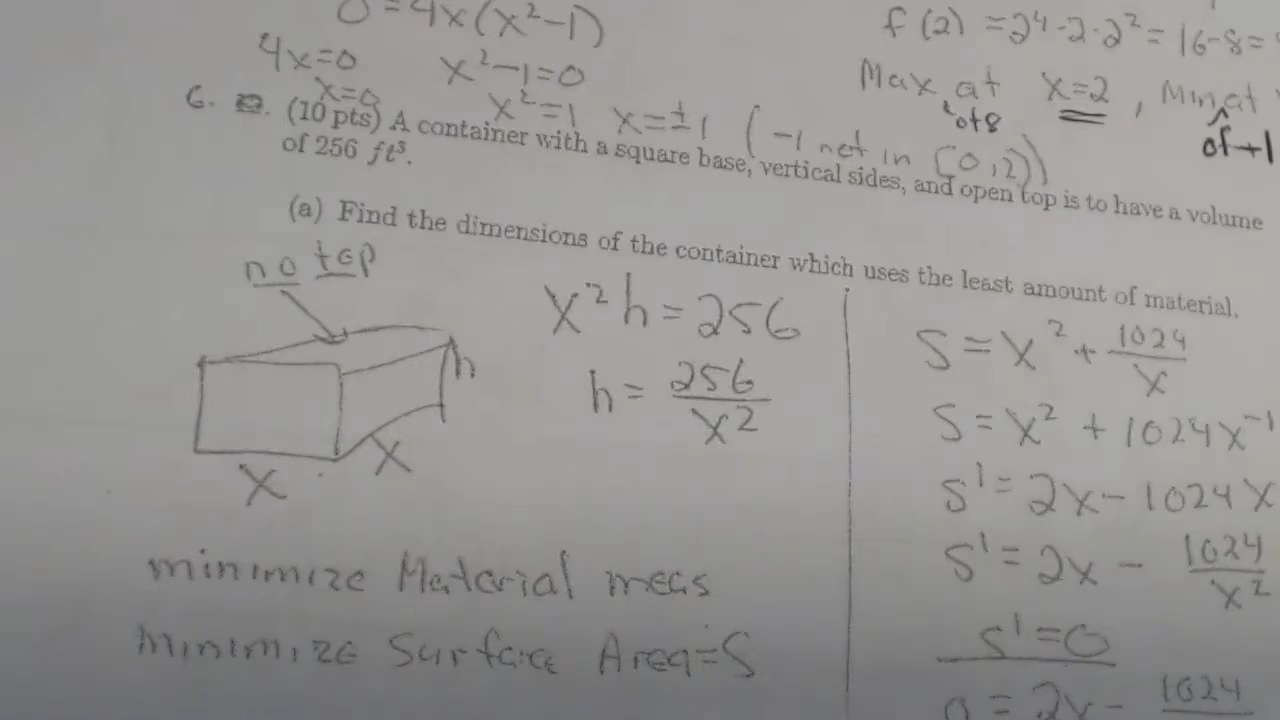 0 = 4x(x²-1)
4x=0 x²-1=0
x=0 x²=1 x=±1 (-1 not in [0,2])
f(2) = 2⁴-2·2² = 16-8=
Max at x=2, Min at
of 8 of -1
6. (10 pts) A container with a square base, vertical sides, and open top is to have a volume
of 256 ft³.
(a) Find the dimensions of the container which uses the least amount of material.
no top
h
x
x
x²h = 256
h = 256/x²
minimize Material meas
minimize Surface Area=S
S = x² + 1024/x
S = x² + 1024x⁻¹
S' = 2x - 1024x
S' = 2x - 1024/x²
S'=0
0 = 2x - 1024